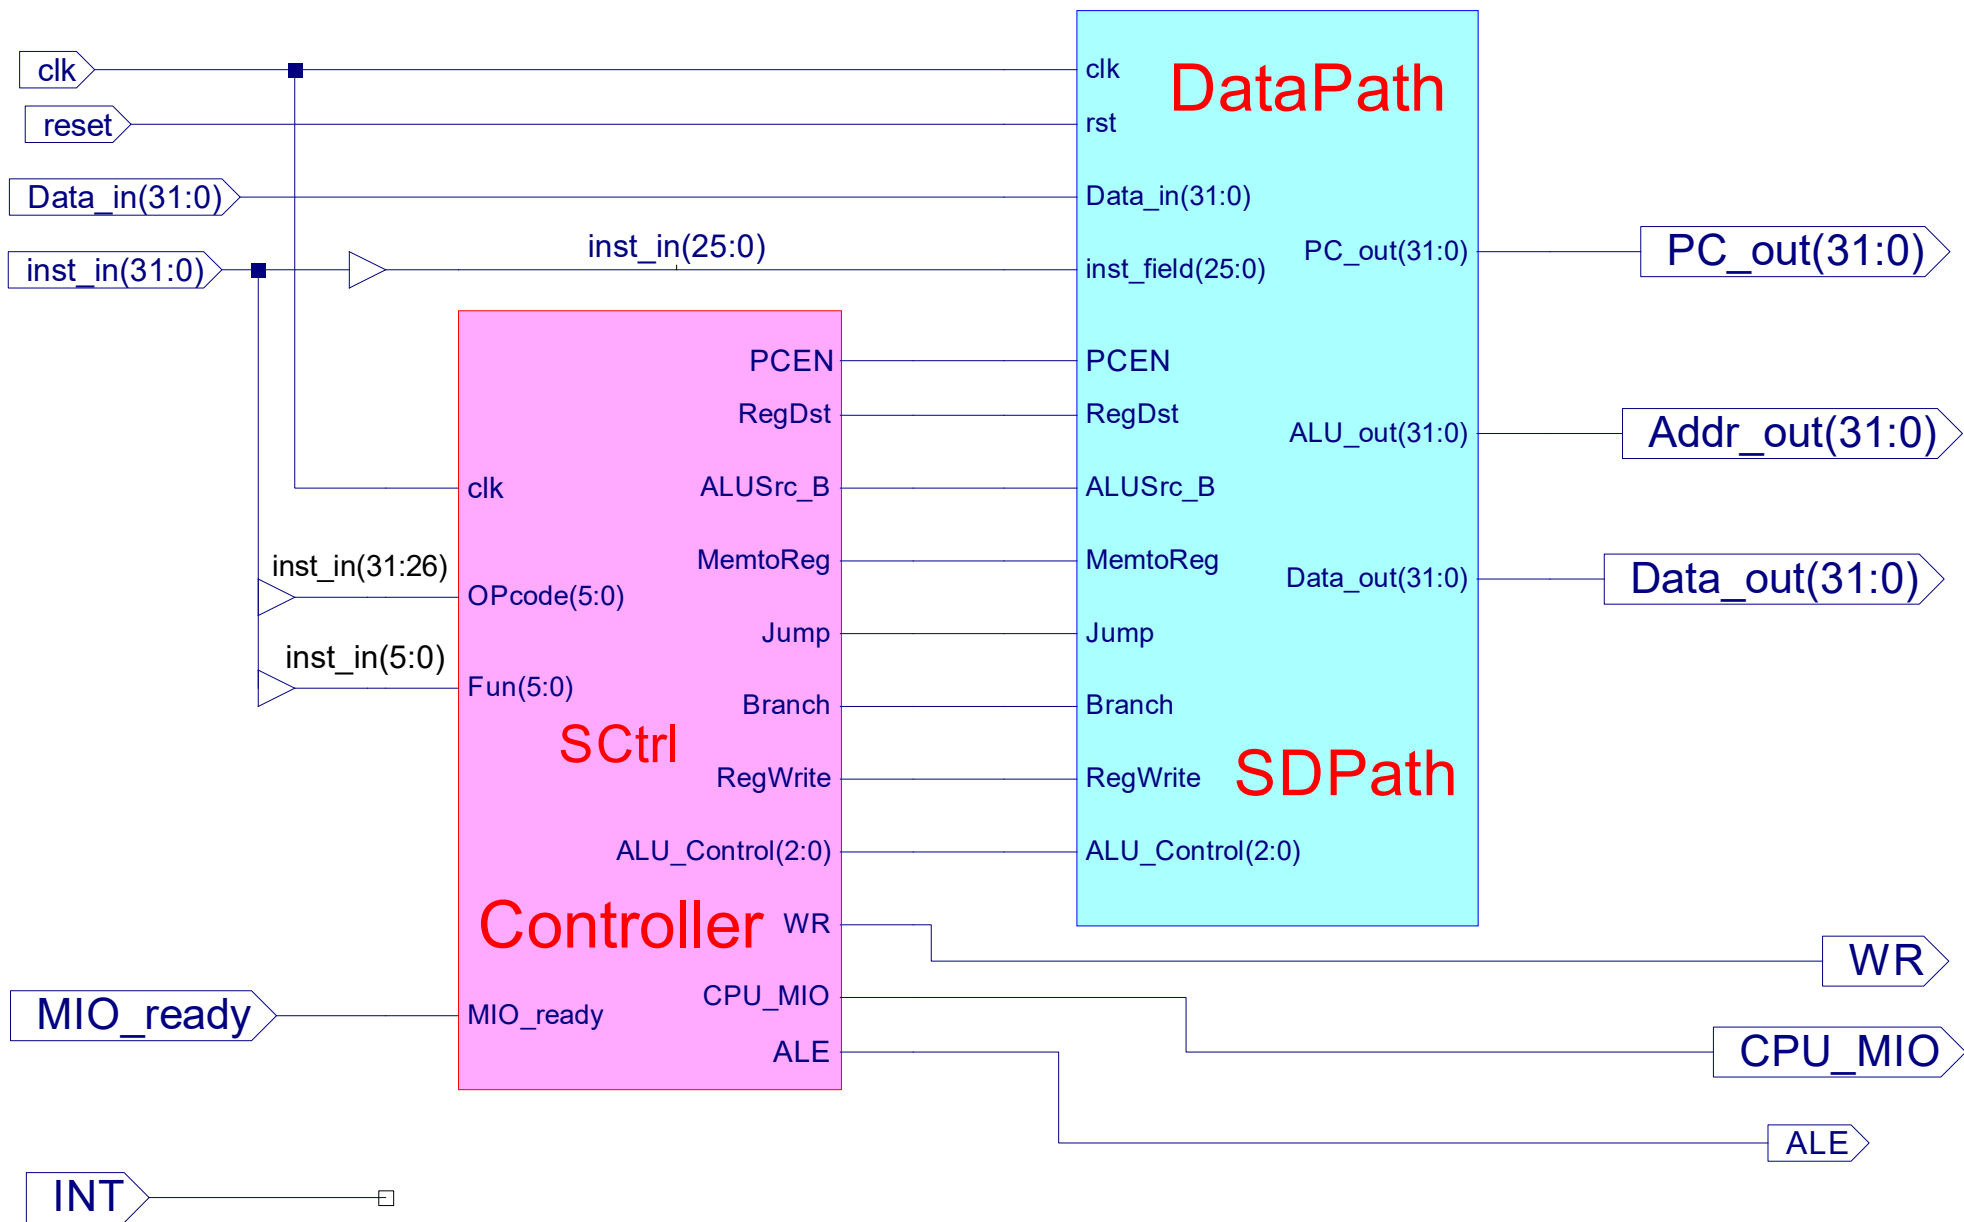 clk
reset
Data_in(31:0)
inst_in(31:0)
inst_in(25:0)
inst_in(31:26)
inst_in(5:0)
MIO_ready
INT
clk
OPcode(5:0)
Fun(5:0)
SCtrl
Controller
MIO_ready
PCEN
RegDst
ALUSrc_B
MemtoReg
Jump
Branch
RegWrite
ALU_Control(2:0)
WR
CPU_MIO
ALE
DataPath
clk
rst
Data_in(31:0)
inst_field(25:0)
PCEN
RegDst
ALUSrc_B
MemtoReg
Jump
Branch
RegWrite
ALU_Control(2:0)
SDPath
PC_out(31:0)
ALU_out(31:0)
Data_out(31:0)
PC_out(31:0)
Addr_out(31:0)
Data_out(31:0)
WR
CPU_MIO
ALE